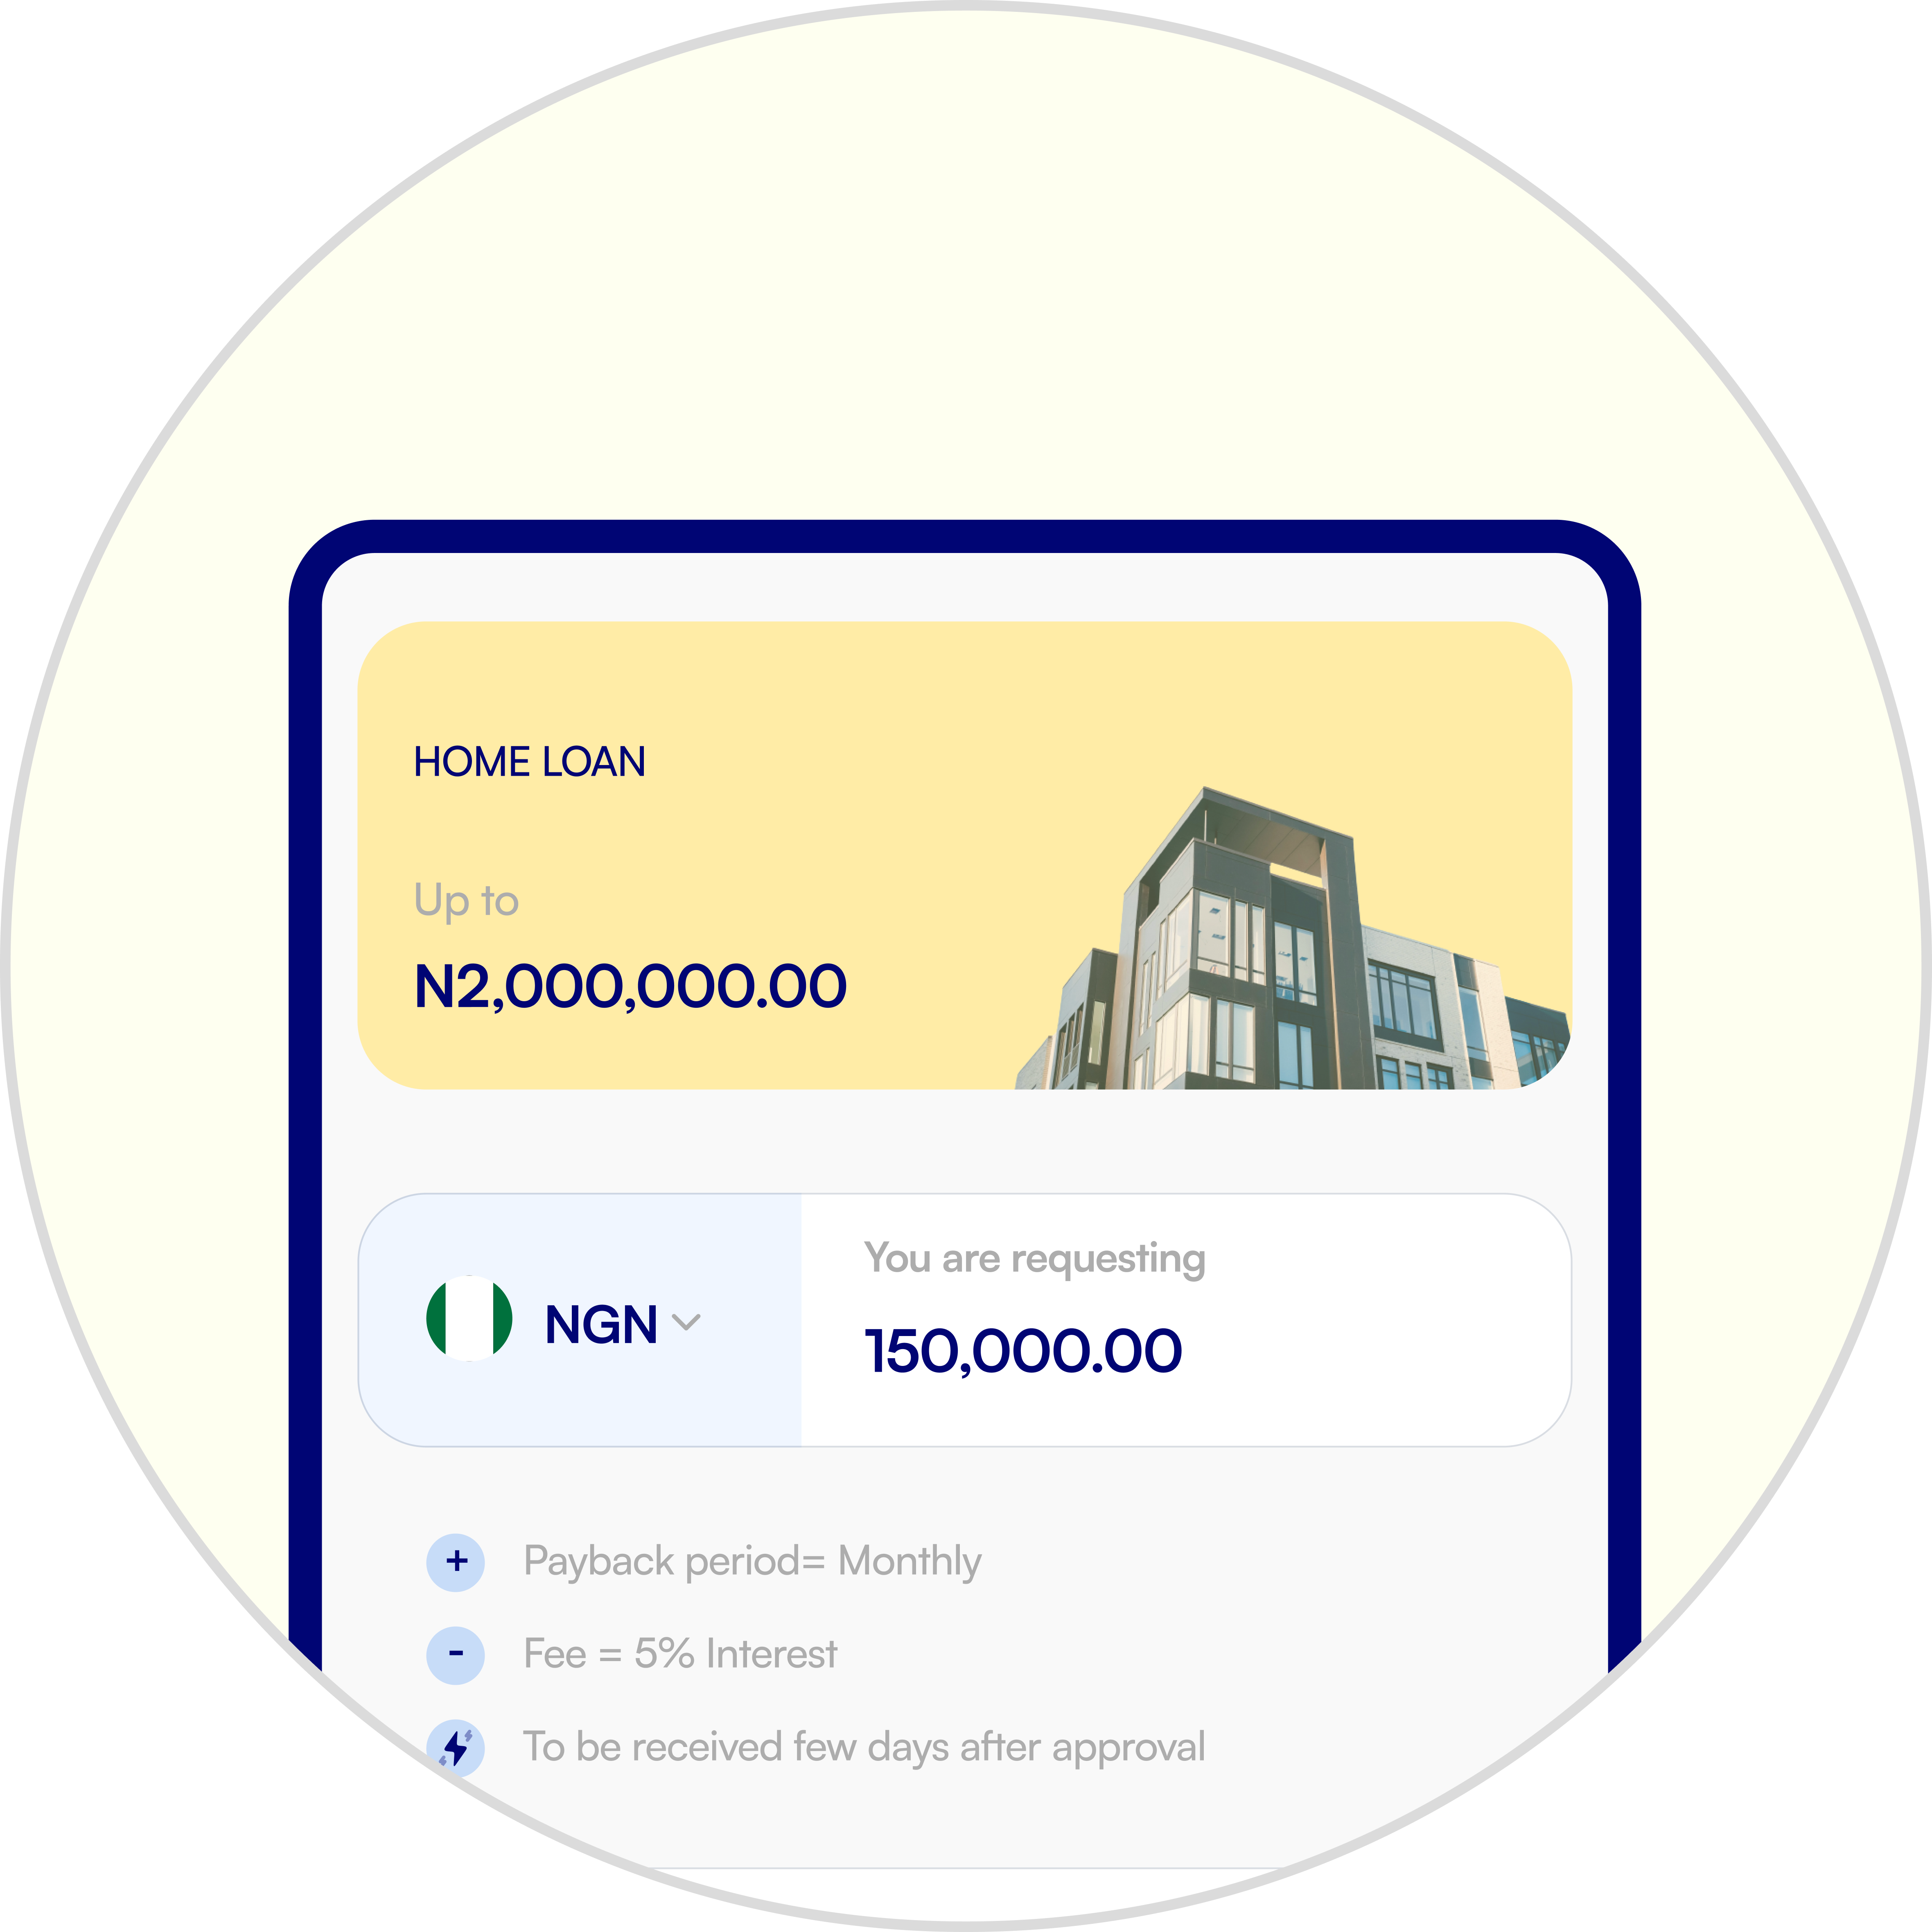 HOME LOAN
Up to
N2,000,000.00
NGN
You are requesting
150,000.00
+ Payback period= Monthly
- Fee = 5% Interest
To be received few days after approval